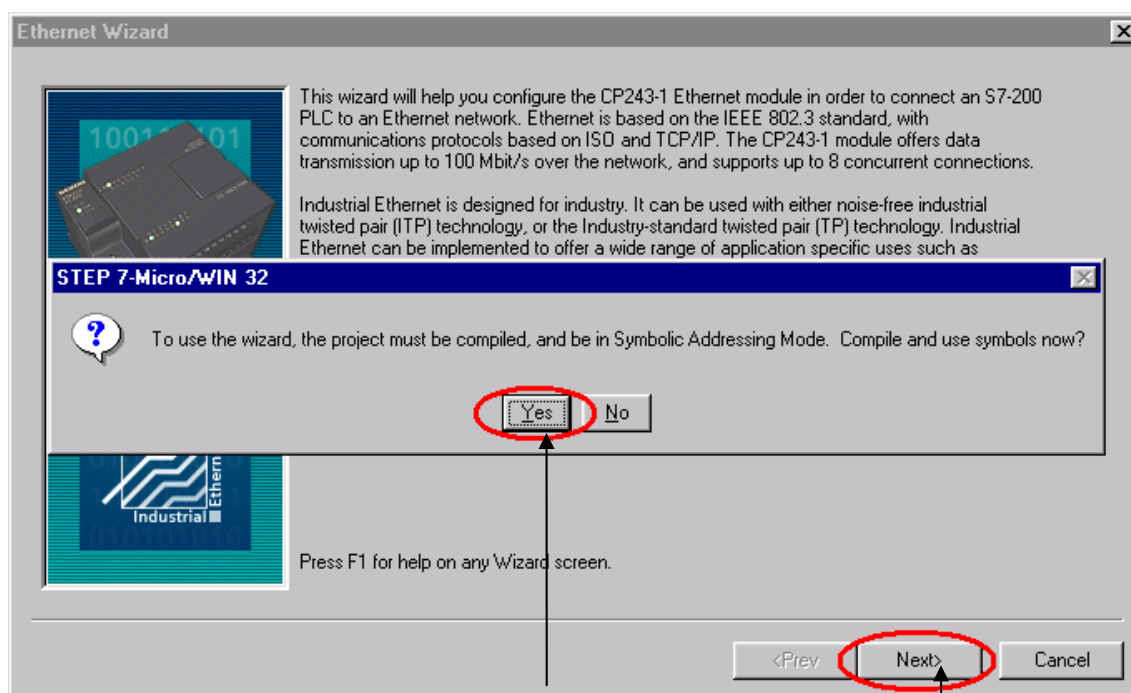 Ethernet Wizard
This wizard will help you configure the CP243-1 Ethernet module in order to connect an S7-200
PLC to an Ethernet network. Ethernet is based on the IEEE 802.3 standard, with
communications protocols based on ISO and TCP/IP. The CP243-1 module offers data
transmission up to 100 Mbit/s over the network, and supports up to 8 concurrent connections.
Industrial Ethernet is designed for industry. It can be used with either noise-free industrial
twisted pair (ITP) technology, or the Industry-standard twisted pair (TP) technology. Industrial
Ethernet can be implemented to offer a wide range of application specific uses such as
STEP 7-Micro/WIN 32
To use the wizard, the project must be compiled, and be in Symbolic Addressing Mode. Compile and use symbols now?
Yes
No
Industrial
Ethern
010101010
Press F1 for help on any Wizard screen.
<Prev
Next>
Cancel